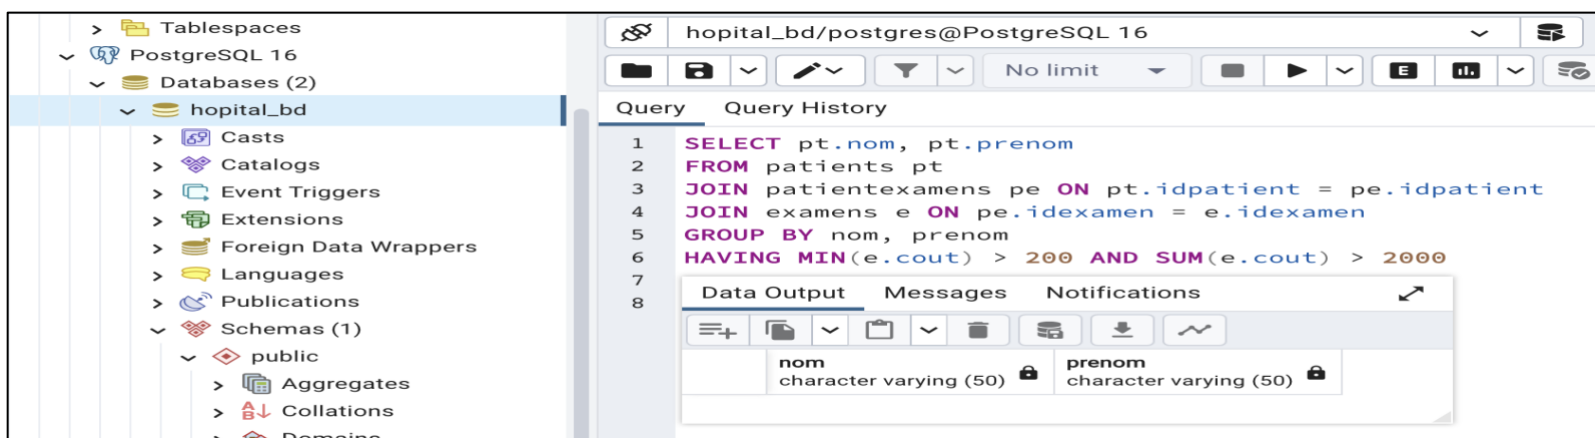 Tablespaces
PostgreSQL 16
Databases (2)
hopital_bd
Casts
Catalogs
Event Triggers
Extensions
Foreign Data Wrappers
Languages
Publications
Schemas (1)
public
Aggregates
Collations
Domains
hopital_bd/postgres@PostgreSQL 16
No limit
E
Query Query History
1 SELECT pt.nom, pt.prenom
2 FROM patients pt
3 JOIN patientexamens pe ON pt.idpatient = pe.idpatient
4 JOIN examens e ON pe.idexamen = e.idexamen
5 GROUP BY nom, prenom
6 HAVING MIN(e.cout) > 200 AND SUM(e.cout) > 2000
7
8
Data Output Messages Notifications
nom prenom
character varying (50) character varying (50)